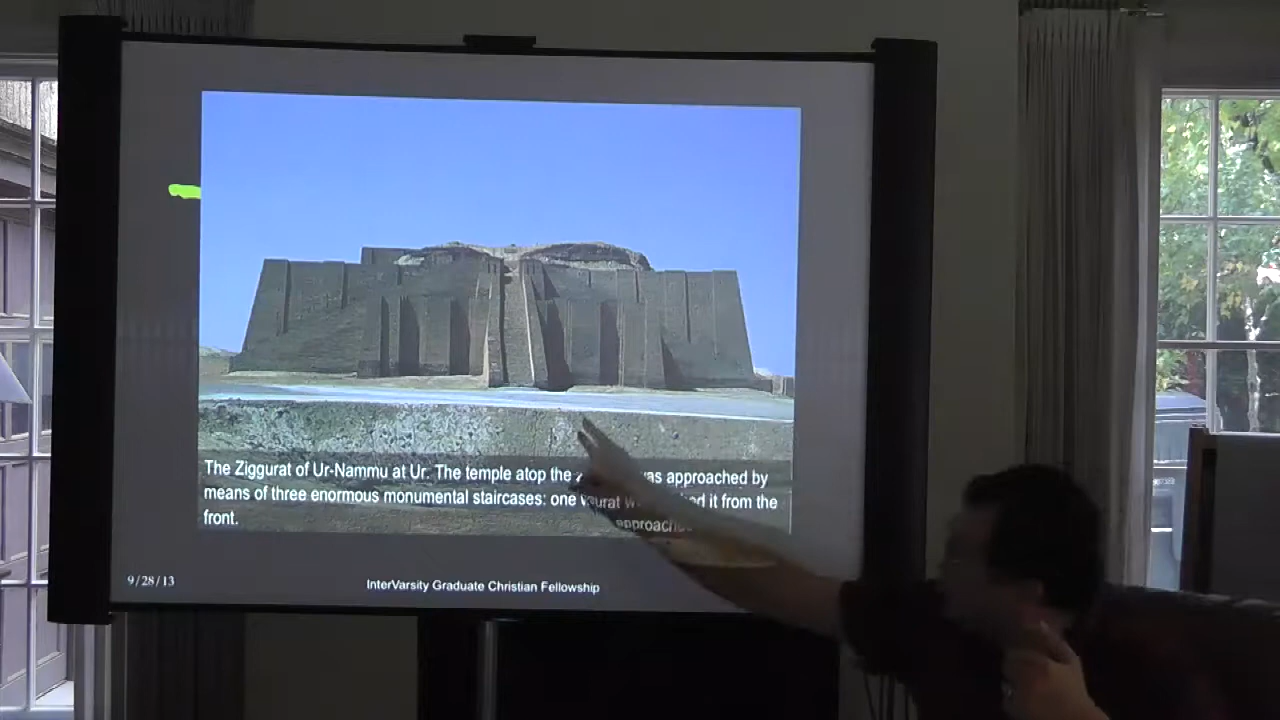 The Ziggurat of Ur-Nammu at Ur. The temple atop the was approached by
means of three enormous monumental staircases: one it from the
front.
9/28/13
InterVarsity Graduate Christian Fellowship